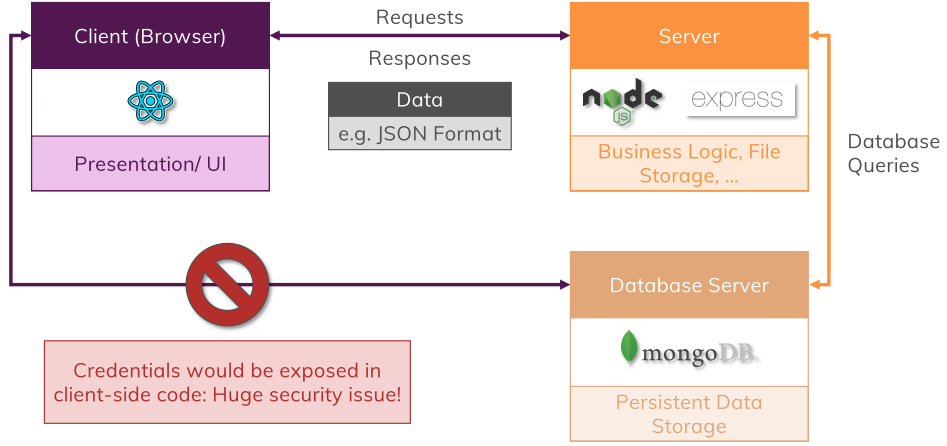 Client (Browser)
Presentation/ UI
Requests
Responses
Data
e.g. JSON Format
Server
node
JS
express
Business Logic, File
Storage, ...
Database
Queries
Database Server
mongoDB
Persistent Data
Storage
Credentials would be exposed in
client-side code: Huge security issue!